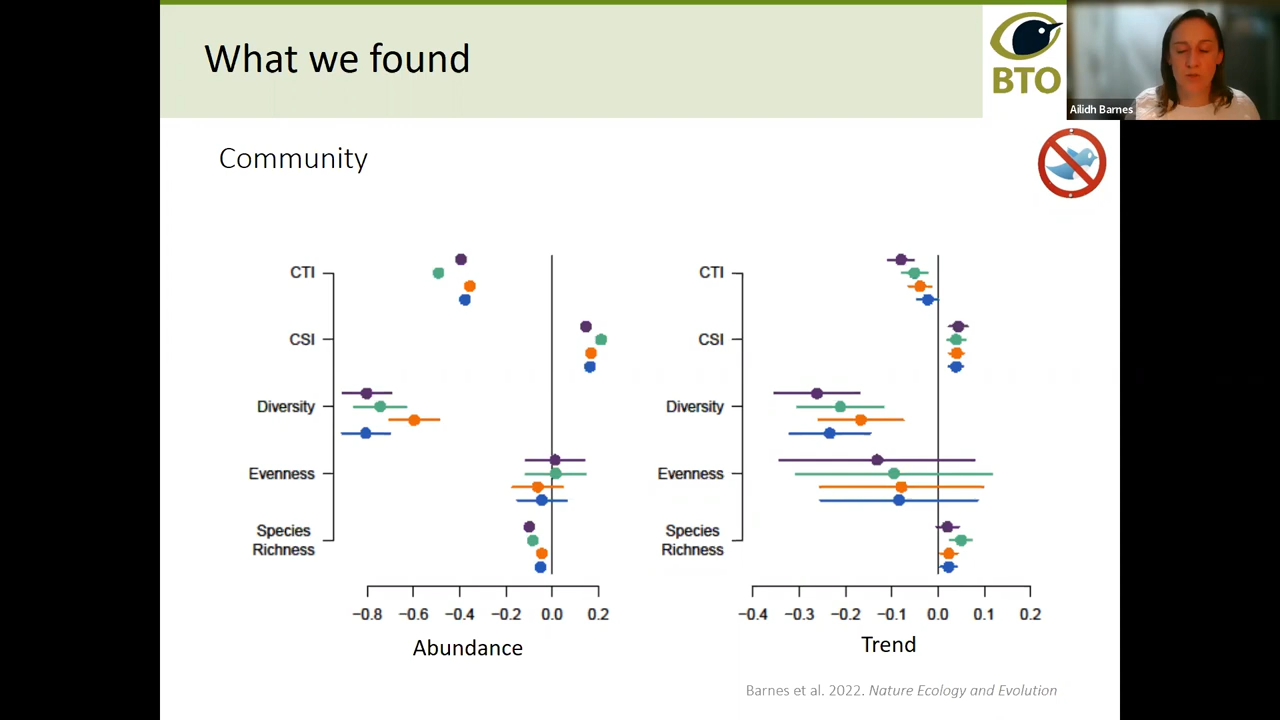 What we found
BTO
Ailidh Barnes
Community
CTI
CSI
Diversity
Evenness
Species
Richness
−0.8 −0.6 −0.4 −0.2 0.0 0.2
Abundance
CTI
CSI
Diversity
Evenness
Species
Richness
−0.4 −0.3 −0.2 −0.1 0.0 0.1 0.2
Trend
Barnes et al. 2022. Nature Ecology and Evolution